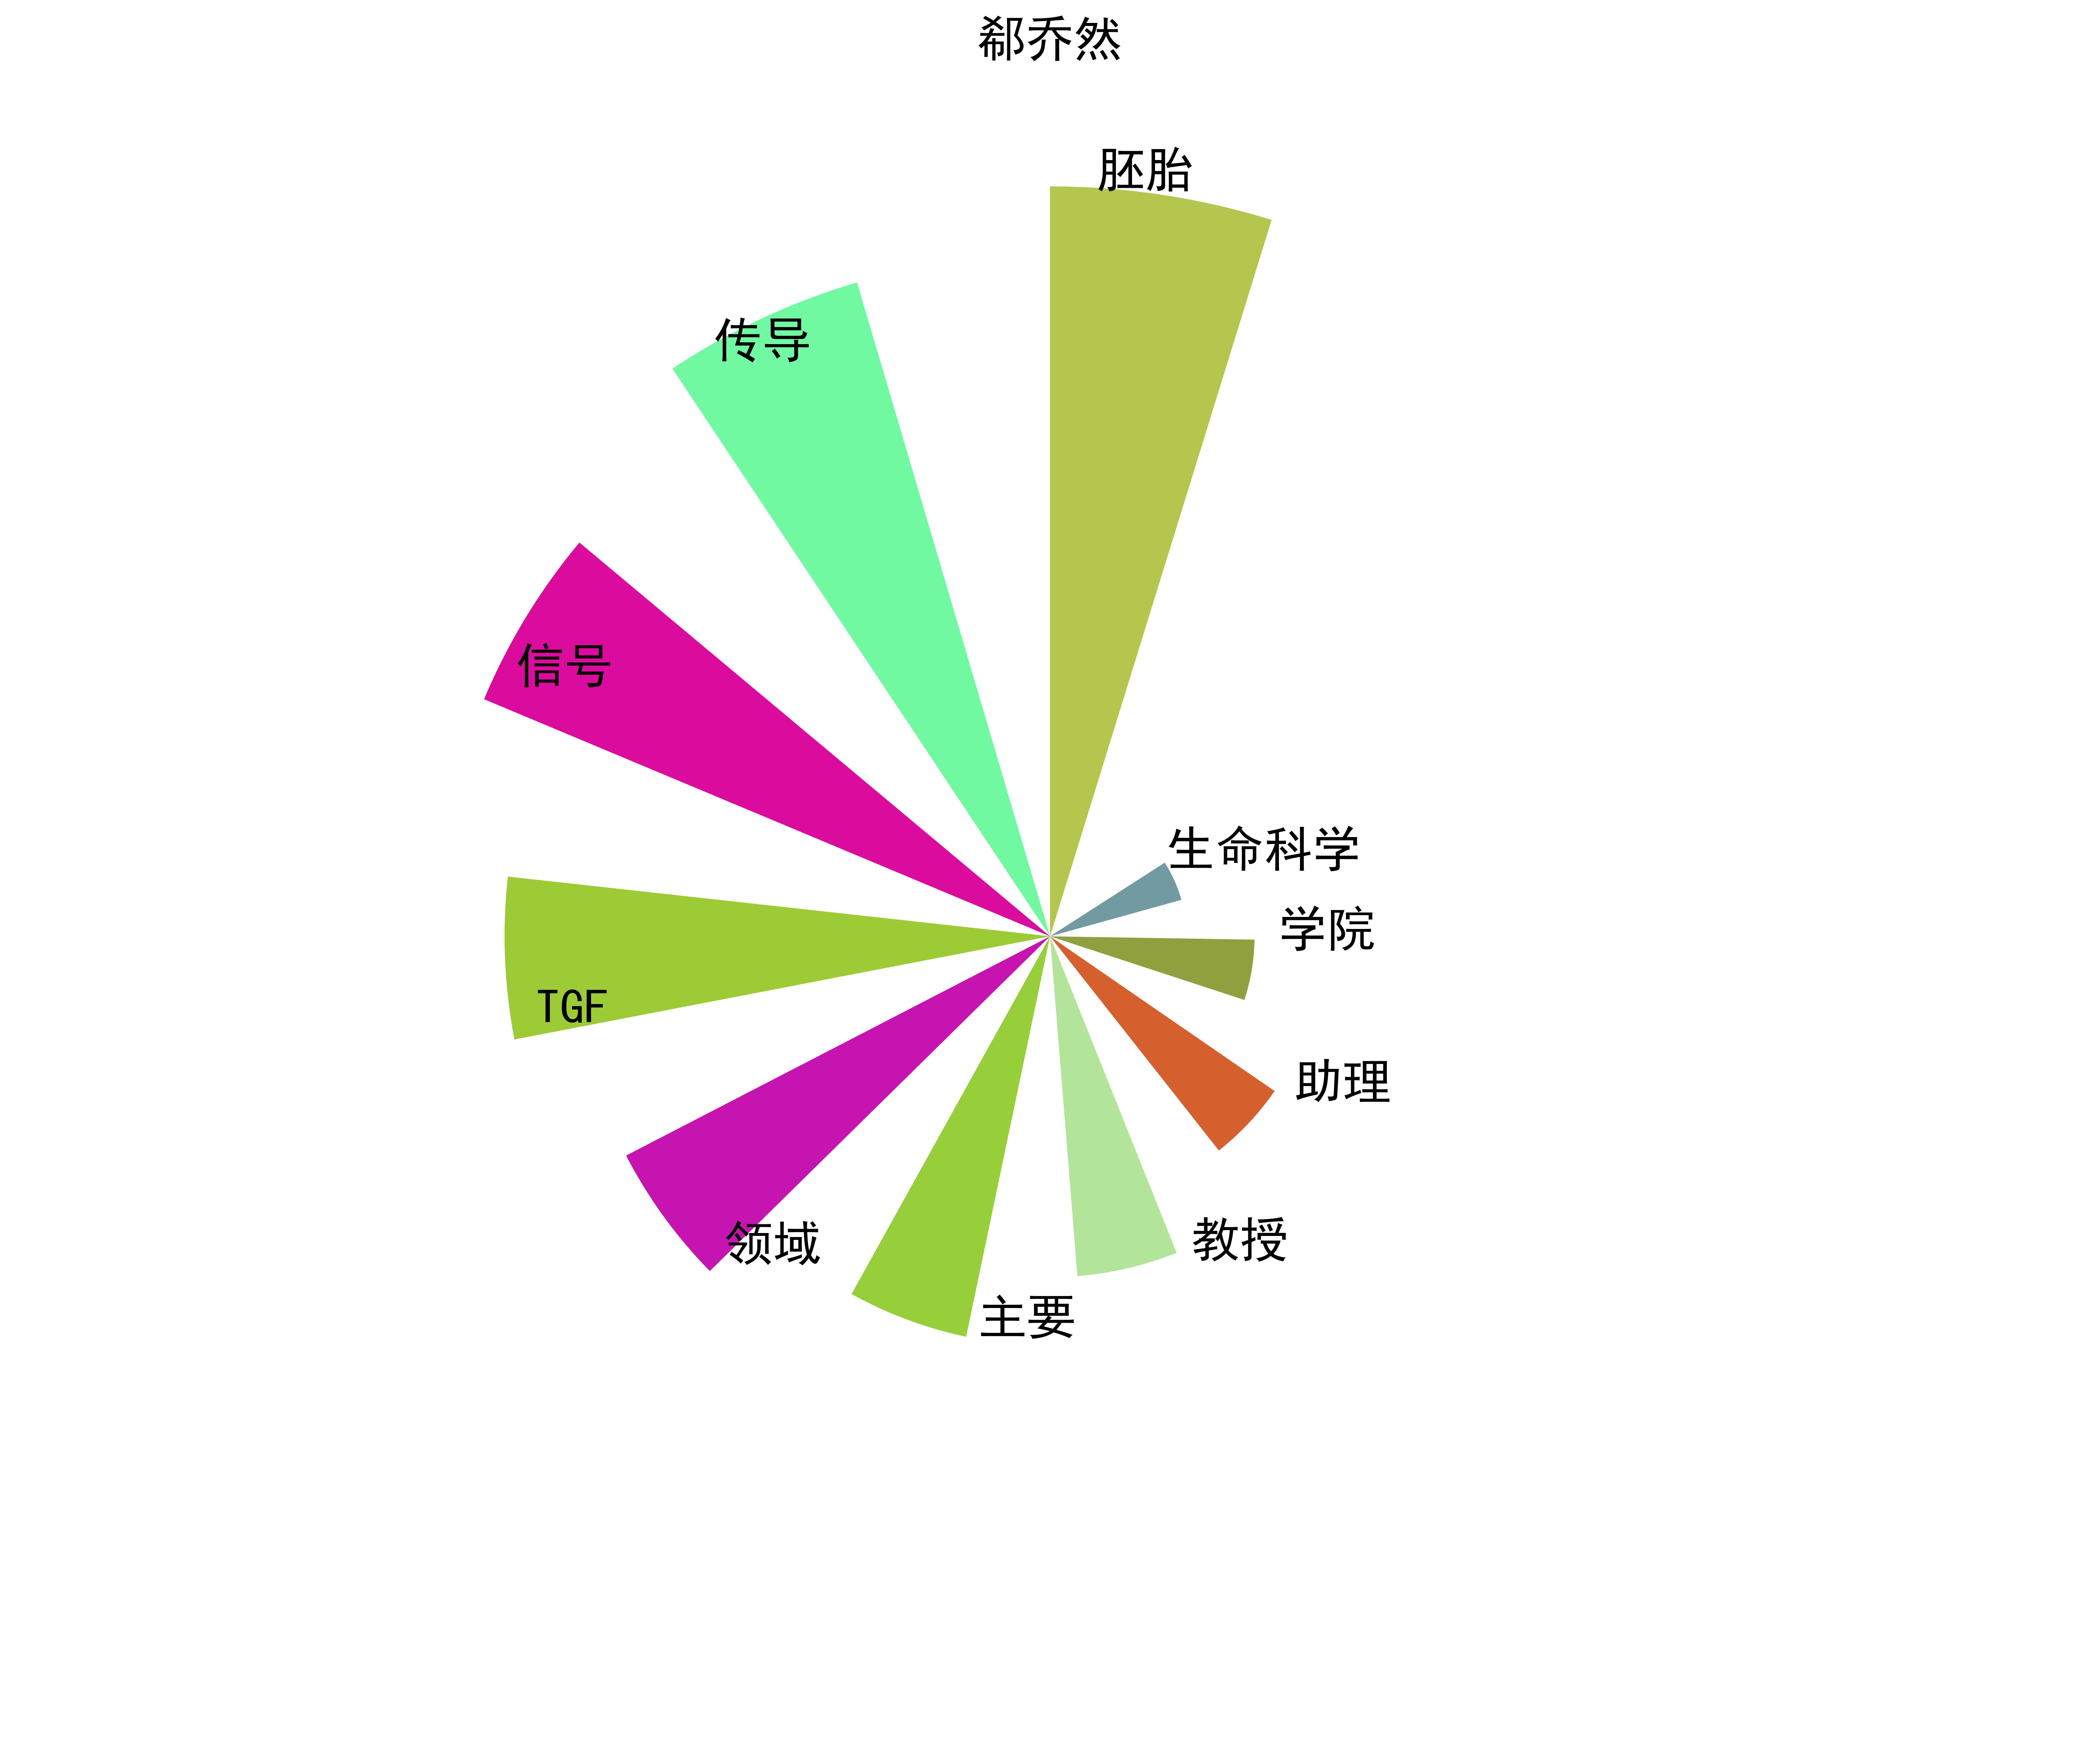 郗乔然
胚胎
传导
信号
生命科学
学院
TGF
助理
领域
教授
主要